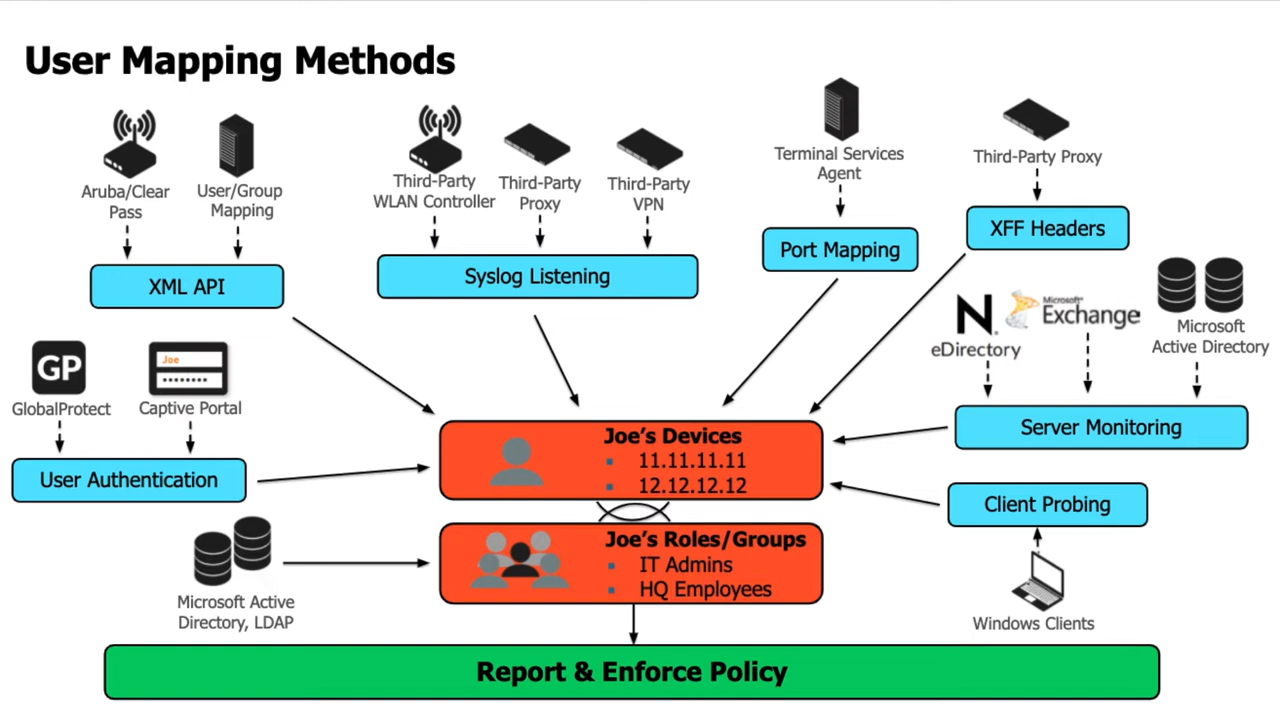 User Mapping Methods
Aruba/Clear
Pass
User/Group
Mapping
XML API
Third-Party
WLAN Controller
Third-Party
Proxy
Third-Party
VPN
Syslog Listening
Terminal Services
Agent
Port Mapping
Third-Party Proxy
XFF Headers
GP
GlobalProtect
Joe
Captive Portal
User Authentication
N
eDirectory
Microsoft
Exchange
Microsoft
Active Directory
Server Monitoring
Joe's Devices
11.11.11.11
12.12.12.12
Client Probing
Windows Clients
Microsoft Active
Directory, LDAP
Joe's Roles/Groups
IT Admins
HQ Employees
Report & Enforce Policy